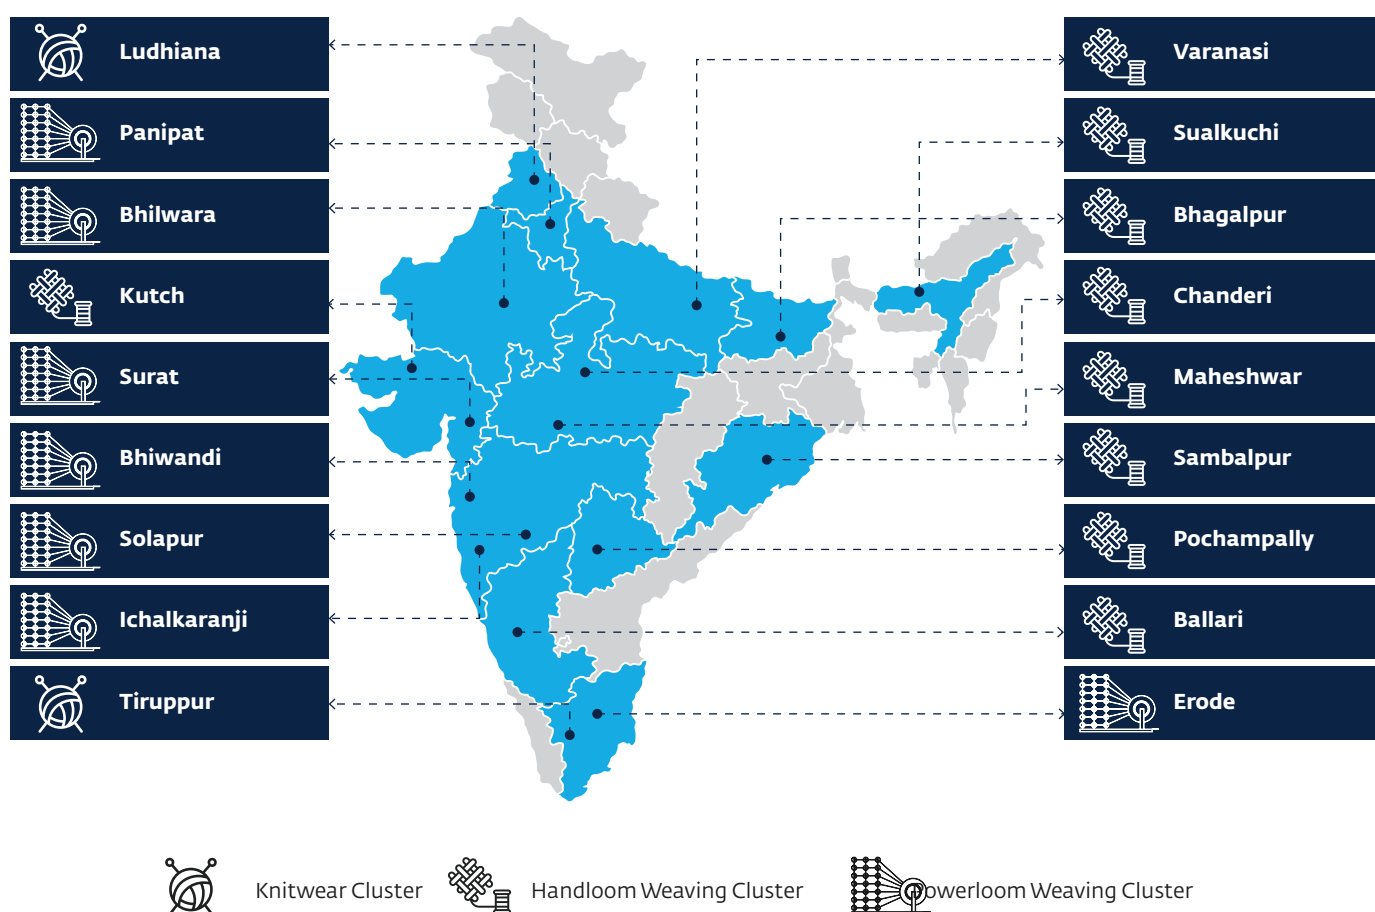 Ludhiana
Panipat
Bhilwara
Kutch
Surat
Bhiwandi
Solapur
Ichalkaranji
Tiruppur
Varanasi
Sualkuchi
Bhagalpur
Chanderi
Maheshwar
Sambalpur
Pochampally
Ballari
Erode
Knitwear Cluster
Handloom Weaving Cluster
Powerloom Weaving Cluster